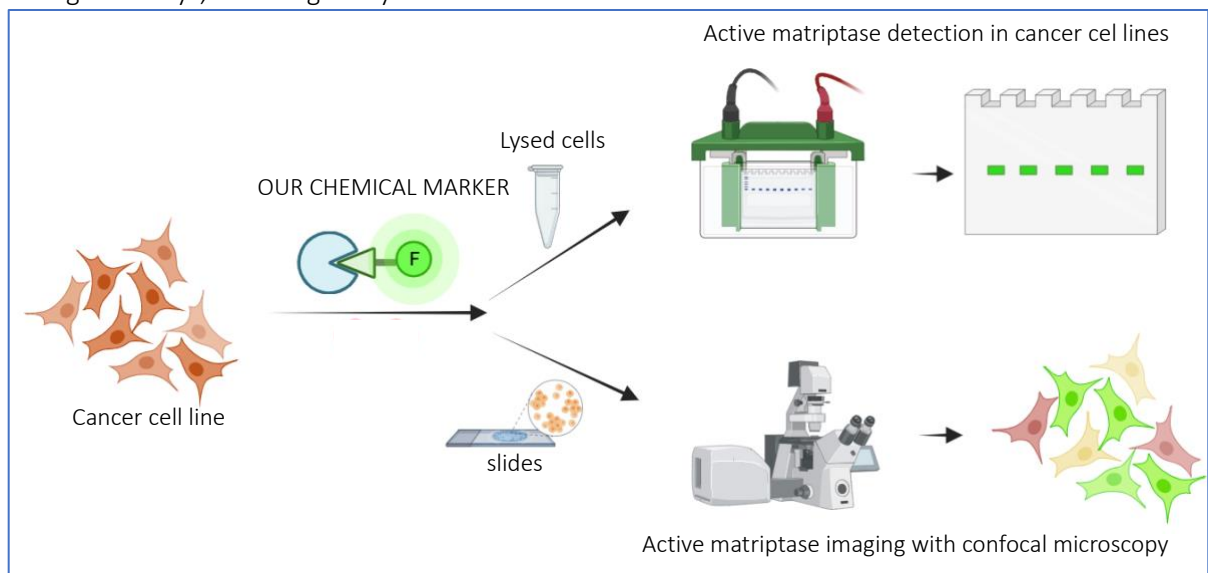 Active matriptase detection in cancer cel lines
Lysed cells
OUR CHEMICAL MARKER
F
Cancer cell line
slides
Active matriptase imaging with confocal microscopy